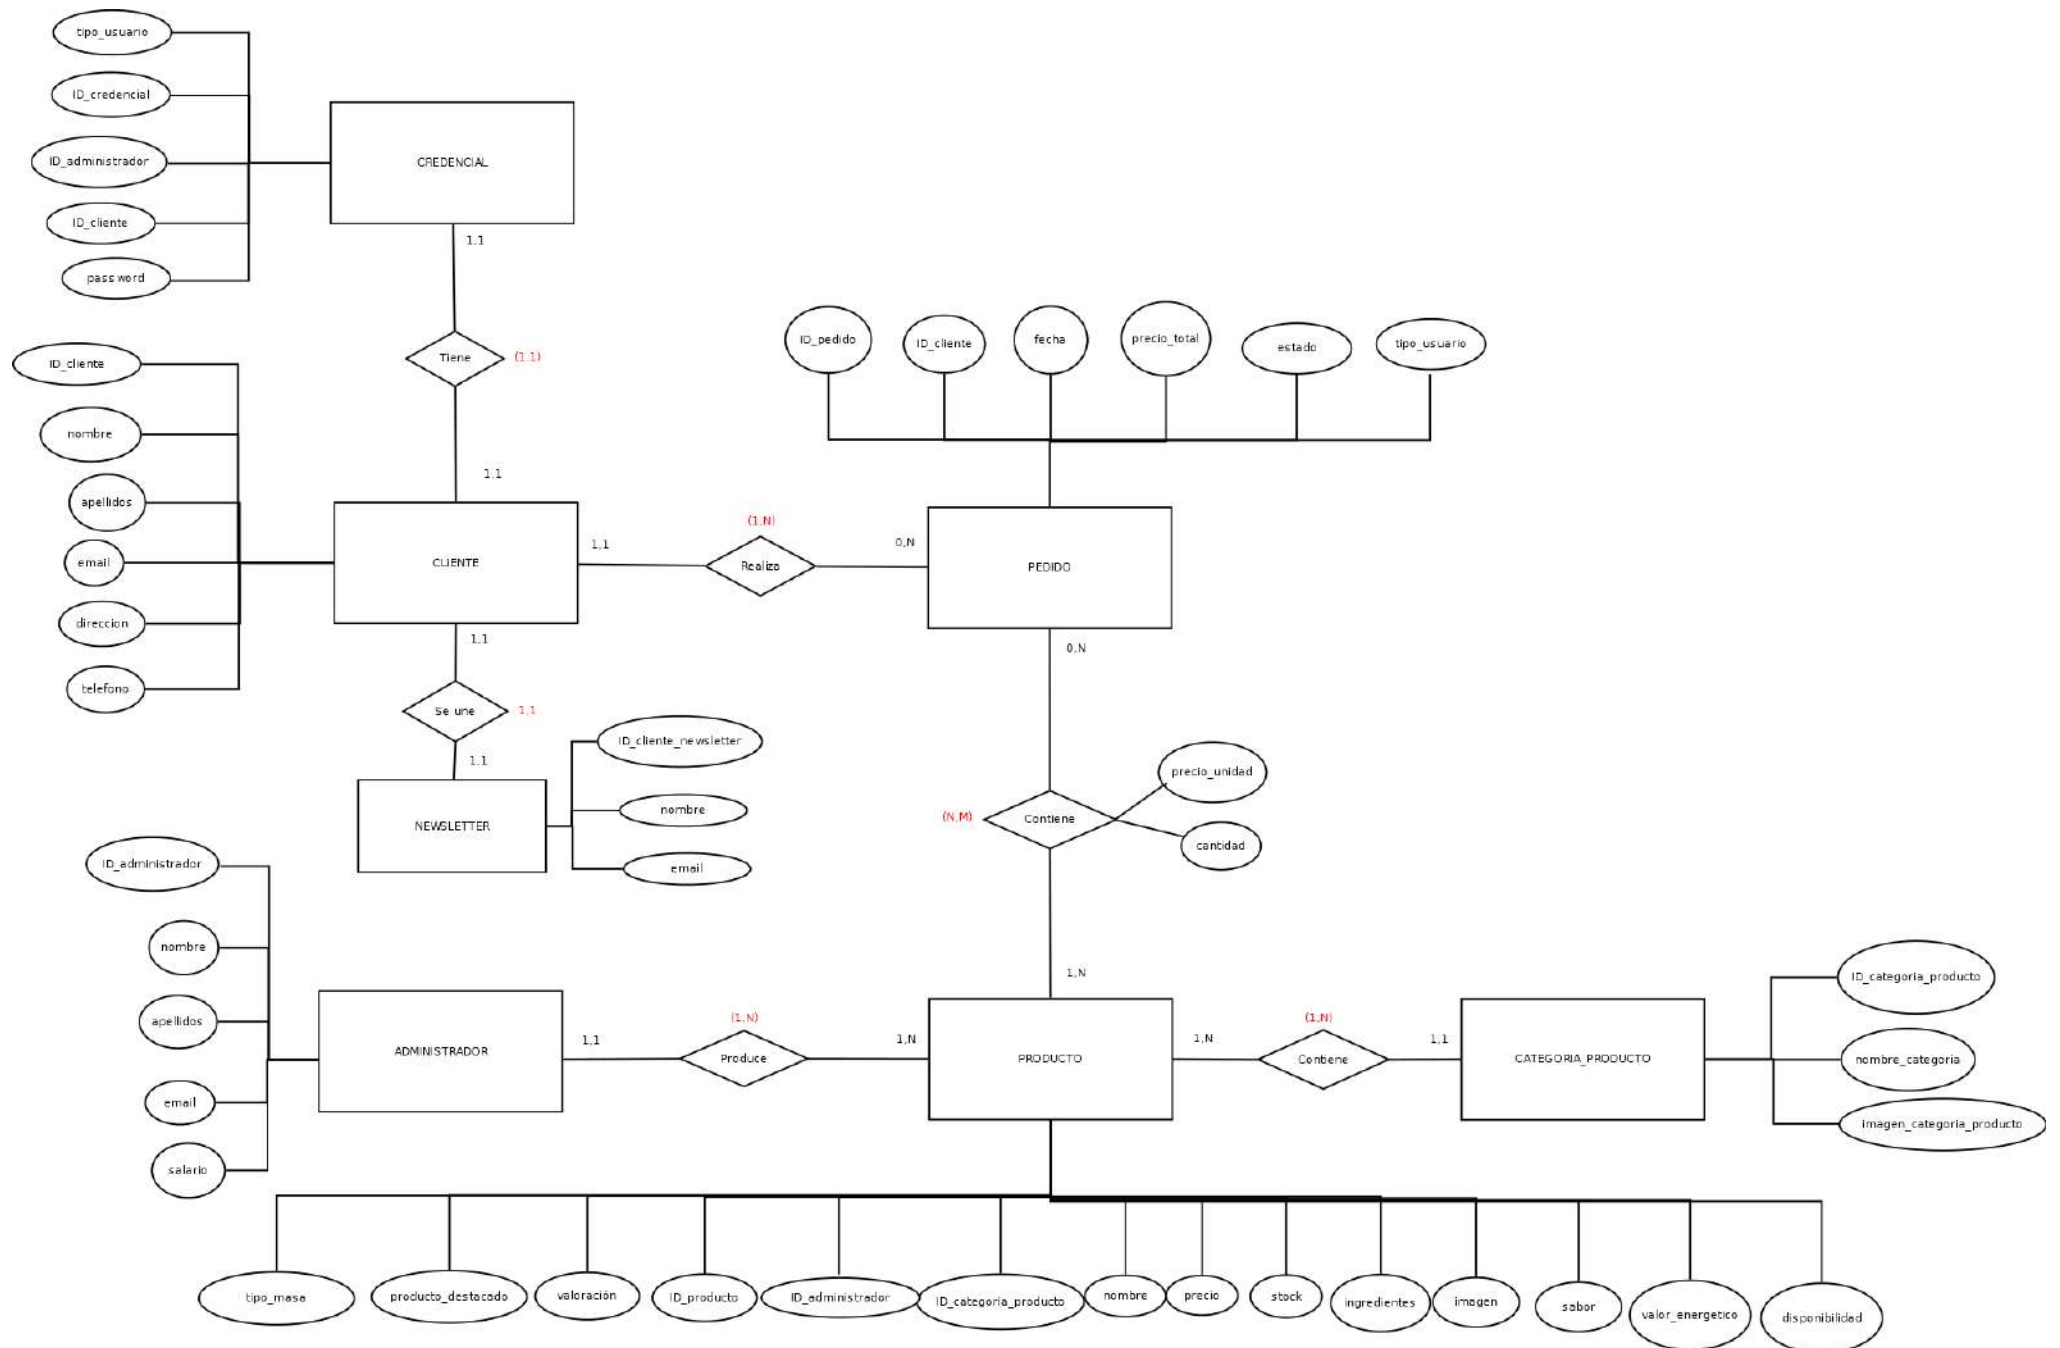 tipo_usuario
ID_credencial
ID_administrador
ID_cliente
password
CREDENCIAL
1.1
Tiene
(1.1)
1.1
ID_cliente
nombre
apellidos
email
direccion
telefono
CLIENTE
1,1
Realiza
(1,N)
0,N
ID_pedido
ID_cliente
fecha
precio_total
estado
tipo_usuario
PEDIDO
0,N
1.1
Se une
1,1
1.1
NEWSLETTER
ID_cliente_newsletter
nombre
email
(N,M)
Contiene
precio_unidad
cantidad
1,N
ID_administrador
nombre
apellidos
email
salario
ADMINISTRADOR
1,1
(1,N)
Produce
1,N
PRODUCTO
1,N
(1,N)
Contiene
1,1
CATEGORIA_PRODUCTO
ID_categoria_producto
nombre_categoria
imagen_categoria_producto
tipo_masa
producto_destacado
valoración
ID_producto
ID_administrador
ID_categoria_producto
nombre
precio
stock
ingredientes
imagen
sabor
valor_energetico
disponibilidad